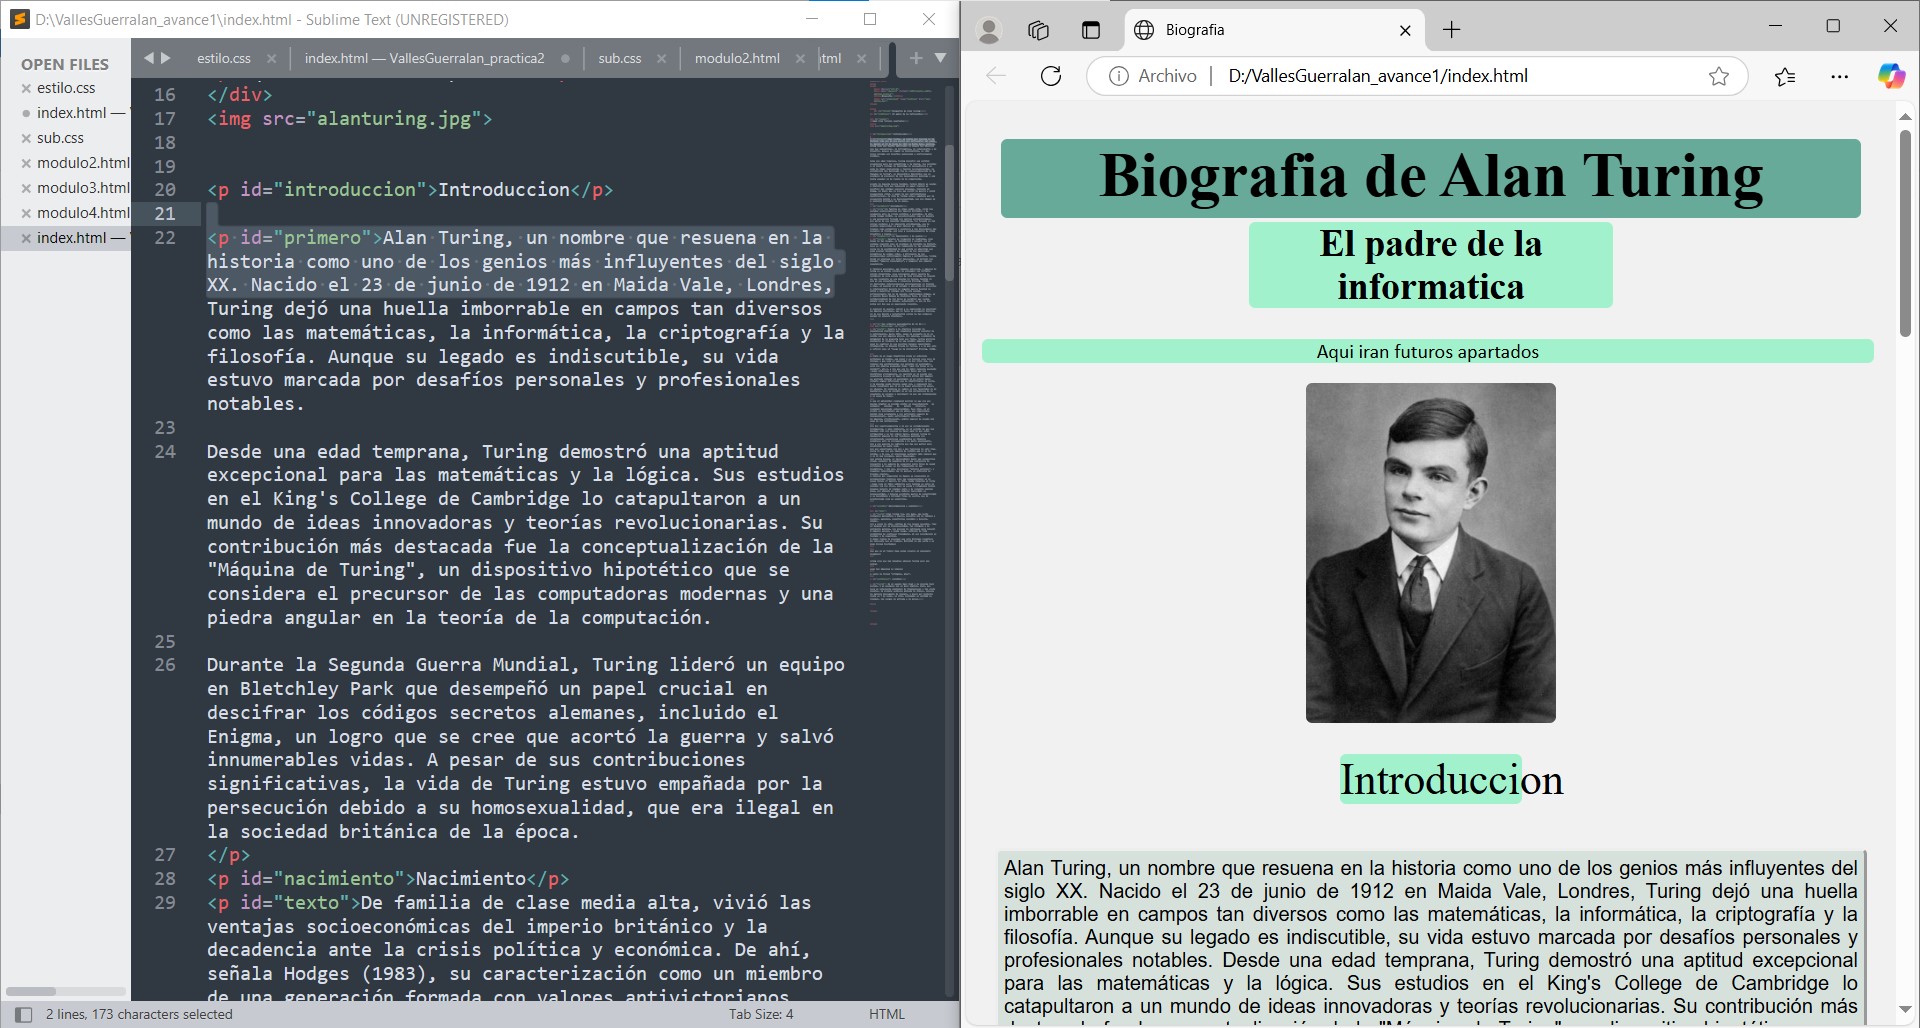 D:\VallesGuerraIan_avance1\index.html - Sublime Text (UNREGISTERED)
OPEN FILES
estilo.css
index.html —
sub.css
modulo2.html
modulo3.html
modulo4.html
index.html —
estilo.css
index.html — VallesGuerraIan_practica2
sub.css
modulo2.html
tml
16 </div>
17 <img src="alanturing.jpg">
18
19
20 <p id="introduccion">Introduccion</p>
21
22 <p id="primero">Alan Turing, un nombre que resuena en la
historia como uno de los genios más influyentes del siglo
XX. Nacido el 23 de junio de 1912 en Maida Vale, Londres,
Turing dejó una huella imborrable en campos tan diversos
como las matemáticas, la informática, la criptografía y la
filosofía. Aunque su legado es indiscutible, su vida
estuvo marcada por desafíos personales y profesionales
notables.
23
24 Desde una edad temprana, Turing demostró una aptitud
excepcional para las matemáticas y la lógica. Sus estudios
en el King's College de Cambridge lo catapultaron a un
mundo de ideas innovadoras y teorías revolucionarias. Su
contribución más destacada fue la conceptualización de la
"Máquina de Turing", un dispositivo hipotético que se
considera el precursor de las computadoras modernas y una
piedra angular en la teoría de la computación.
25
26 Durante la Segunda Guerra Mundial, Turing lideró un equipo
en Bletchley Park que desempeñó un papel crucial en
descifrar los códigos secretos alemanes, incluido el
Enigma, un logro que se cree que acortó la guerra y salvó
innumerables vidas. A pesar de sus contribuciones
significativas, la vida de Turing estuvo empañada por la
persecución debido a su homosexualidad, que era ilegal en
la sociedad británica de la época.
27 </p>
28 <p id="nacimiento">Nacimiento</p>
29 <p id="texto">De familia de clase media alta, vivió las
ventajas socioeconómicas del imperio británico y la
decadencia ante la crisis política y económica. De ahí,
señala Hodges (1983), su caracterización como un miembro
de una generación formada con valores antivictorianos
2 lines, 173 characters selected
Tab Size: 4
HTML
Biografia
Archivo
D:/VallesGuerraIan_avance1/index.html
Biografia de Alan Turing
El padre de la
informatica
Aqui iran futuros apartados
Introduccion
Alan Turing, un nombre que resuena en la historia como uno de los genios más influyentes del
siglo XX. Nacido el 23 de junio de 1912 en Maida Vale, Londres, Turing dejó una huella
imborrable en campos tan diversos como las matemáticas, la informática, la criptografía y la
filosofía. Aunque su legado es indiscutible, su vida estuvo marcada por desafíos personales y
profesionales notables. Desde una edad temprana, Turing demostró una aptitud excepcional
para las matemáticas y la lógica. Sus estudios en el King's College de Cambridge lo
catapultaron a un mundo de ideas innovadoras y teorías revolucionarias. Su contribución más